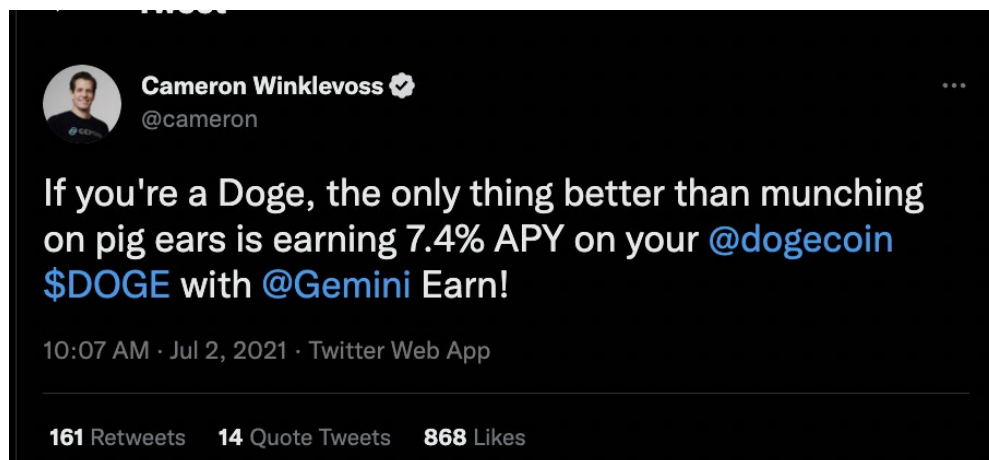 Tweet
Cameron Winklevoss
@cameron
If you're a Doge, the only thing better than munching
on pig ears is earning 7.4% APY on your @dogecoin
$DOGE with @Gemini Earn!
10:07 AM · Jul 2, 2021 · Twitter Web App
161 Retweets 14 Quote Tweets 868 Likes